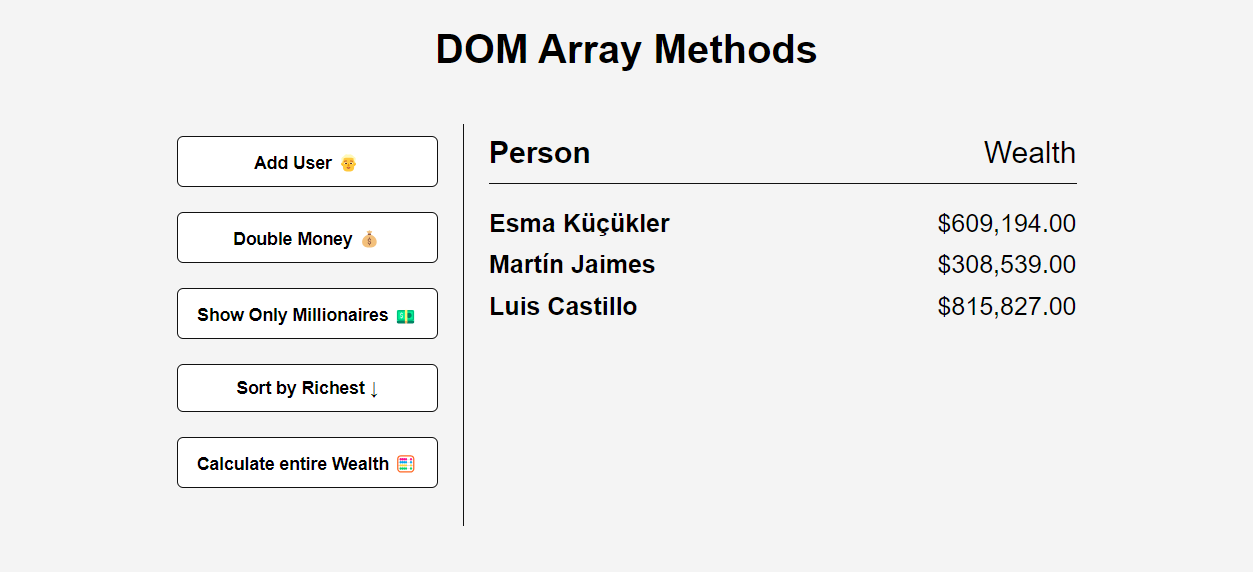 DOM Array Methods
Add User 👴
Double Money 💰
Show Only Millionaires 💵
Sort by Richest ↓
Calculate entire Wealth 🧮
Person Wealth
Esma Küçükler $609,194.00
Martín Jaimes $308,539.00
Luis Castillo $815,827.00